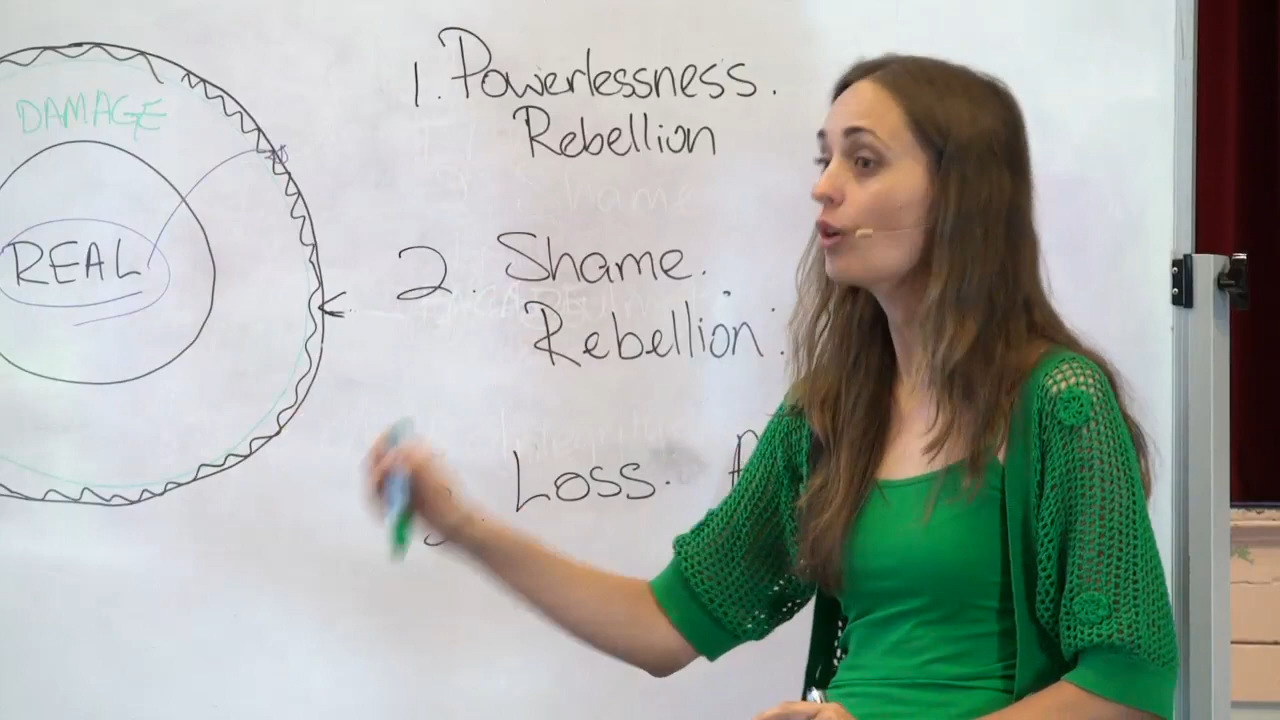 DAMAGE
REAL
1. Powerlessness.
Rebellion
2. Shame.
Rebellion:
Loss.